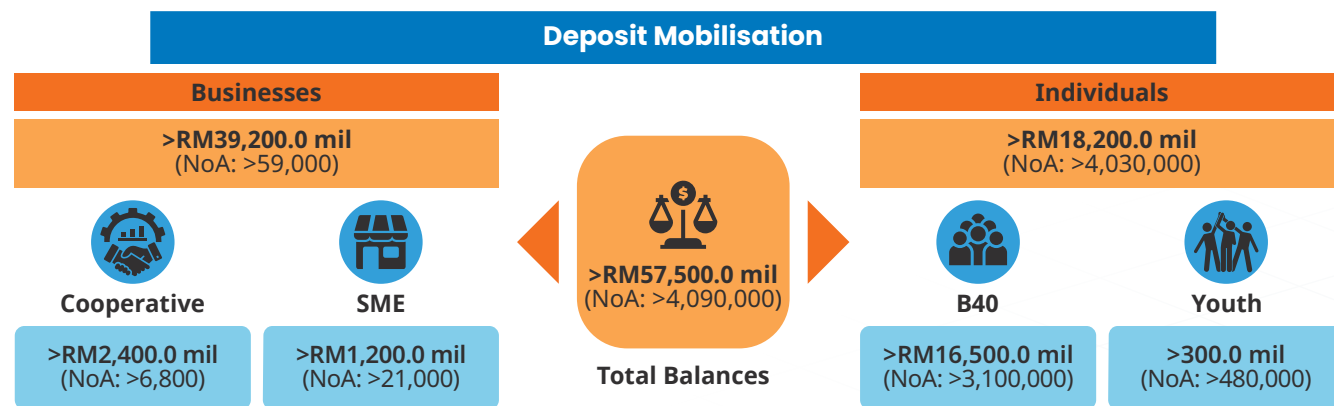 Deposit Mobilisation
Businesses
>RM39,200.0 mil
(NoA: >59,000)
Cooperative
>RM2,400.0 mil
(NoA: >6,800)
SME
>RM1,200.0 mil
(NoA: >21,000)
$
>RM57,500.0 mil
(NoA: >4,090,000)
Total Balances
Individuals
>RM18,200.0 mil
(NoA: >4,030,000)
B40
>RM16,500.0 mil
(NoA: >3,100,000)
Youth
>300.0 mil
(NoA: >480,000)